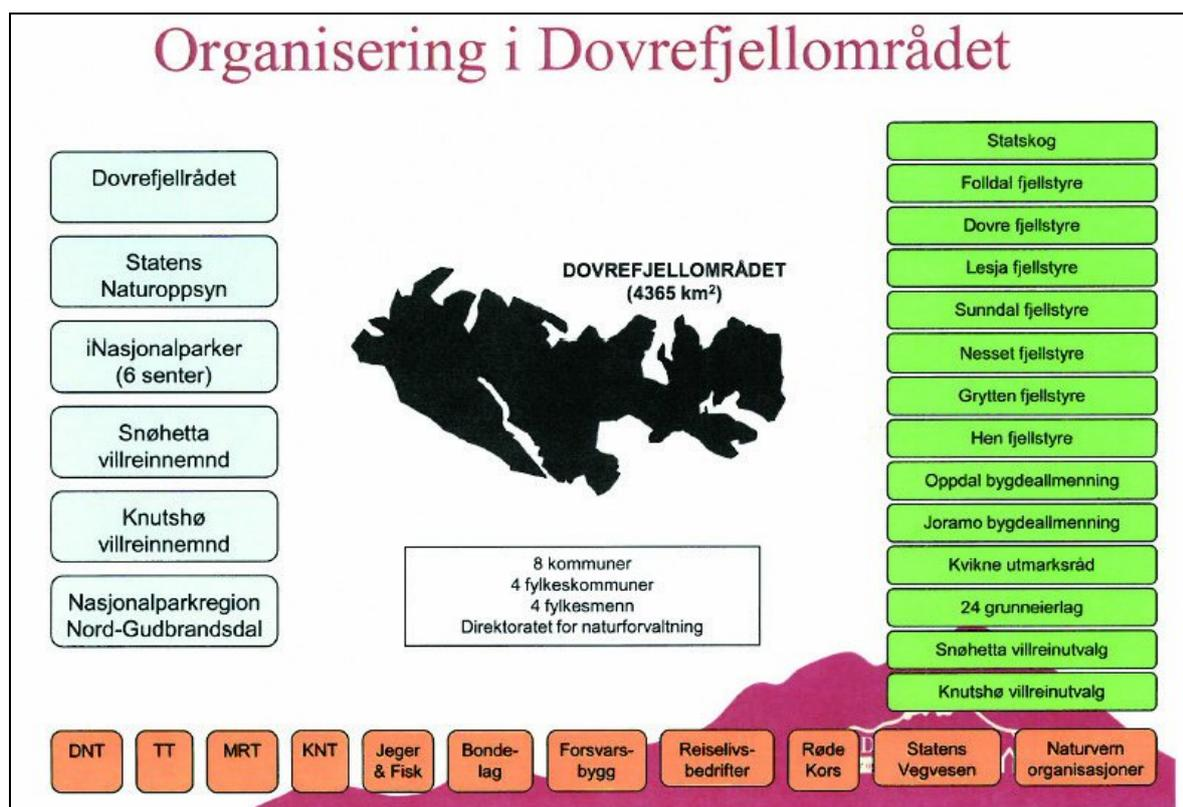 Organisering i Dovrefjellområdet
Dovrefjellrådet
Statens
Naturoppsyn
iNasjonalparker
(6 senter)
Snøhetta
villreinnemnd
Knutshø
villreinnemnd
Nasjonalparkregion
Nord-Gudbrandsdal
DOVREFJELLOMRÅDET
(4365 km²)
8 kommuner
4 fylkeskommuner
4 fylkesmenn
Direktoratet for naturforvaltning
Statskog
Folldal fjellstyre
Dovre fjellstyre
Lesja fjellstyre
Sunndal fjellstyre
Nesset fjellstyre
Grytten fjellstyre
Hen fjellstyre
Oppdal bygdeallmenning
Joramo bygdeallmenning
Kvikne utmarksråd
24 grunneierlag
Snøhetta villreinutvalg
Knutshø villreinutvalg
DNT
TT
MRT
KNT
Jeger
& Fisk
Bonde-
lag
Forsvars-
bygg
Reiselivs-
bedrifter
Røde
Kors
Statens
Vegvesen
Naturvern
organisasjoner